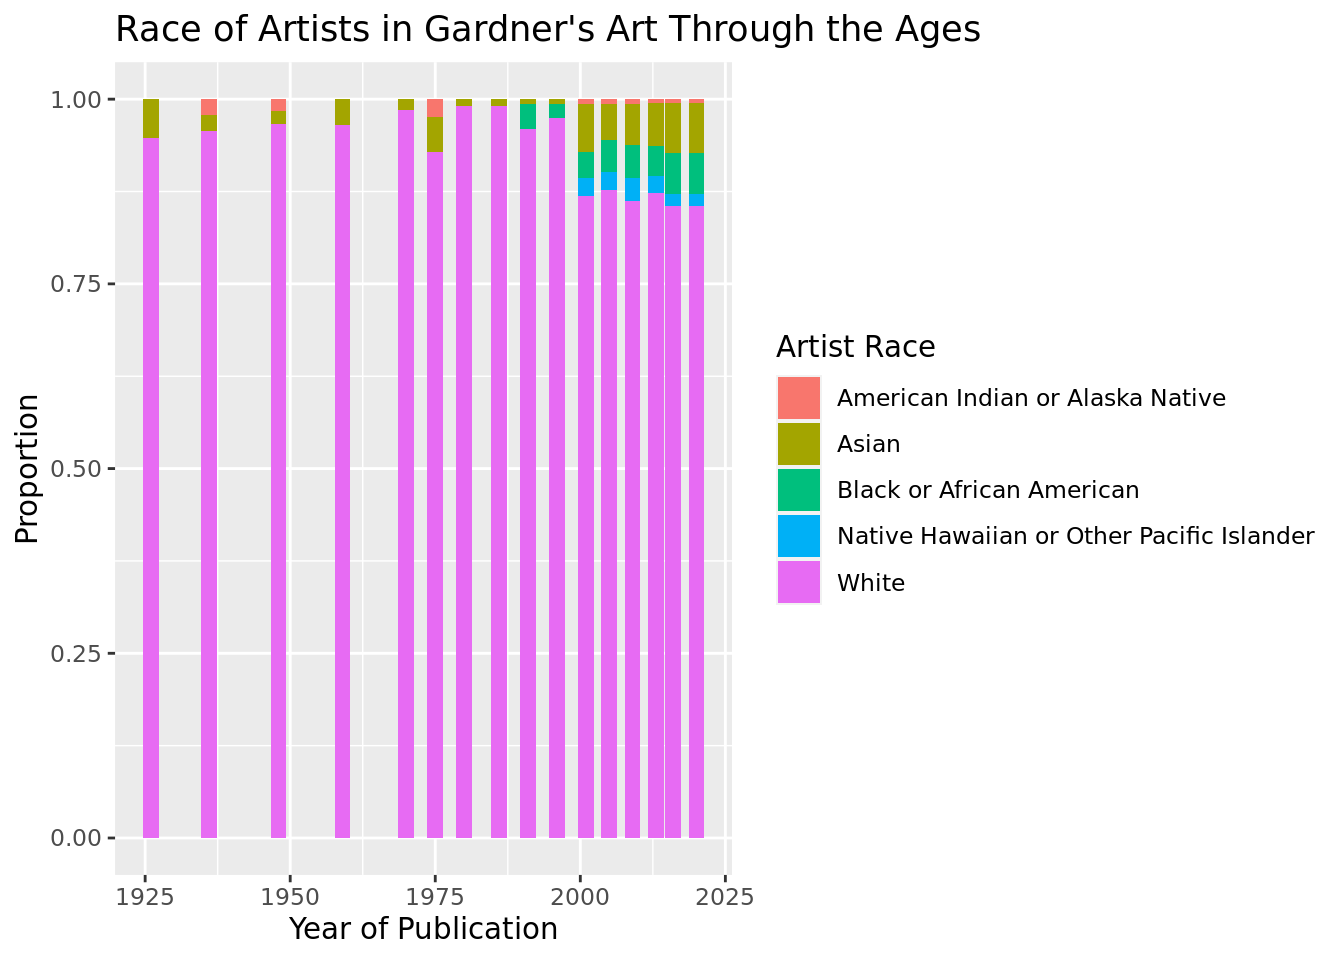 Race of Artists in Gardner's Art Through the Ages
1.00
0.75
0.50
0.25
0.00
Proportion
1925 1950 1975 2000 2025
Year of Publication
Artist Race
American Indian or Alaska Native
Asian
Black or African American
Native Hawaiian or Other Pacific Islander
White